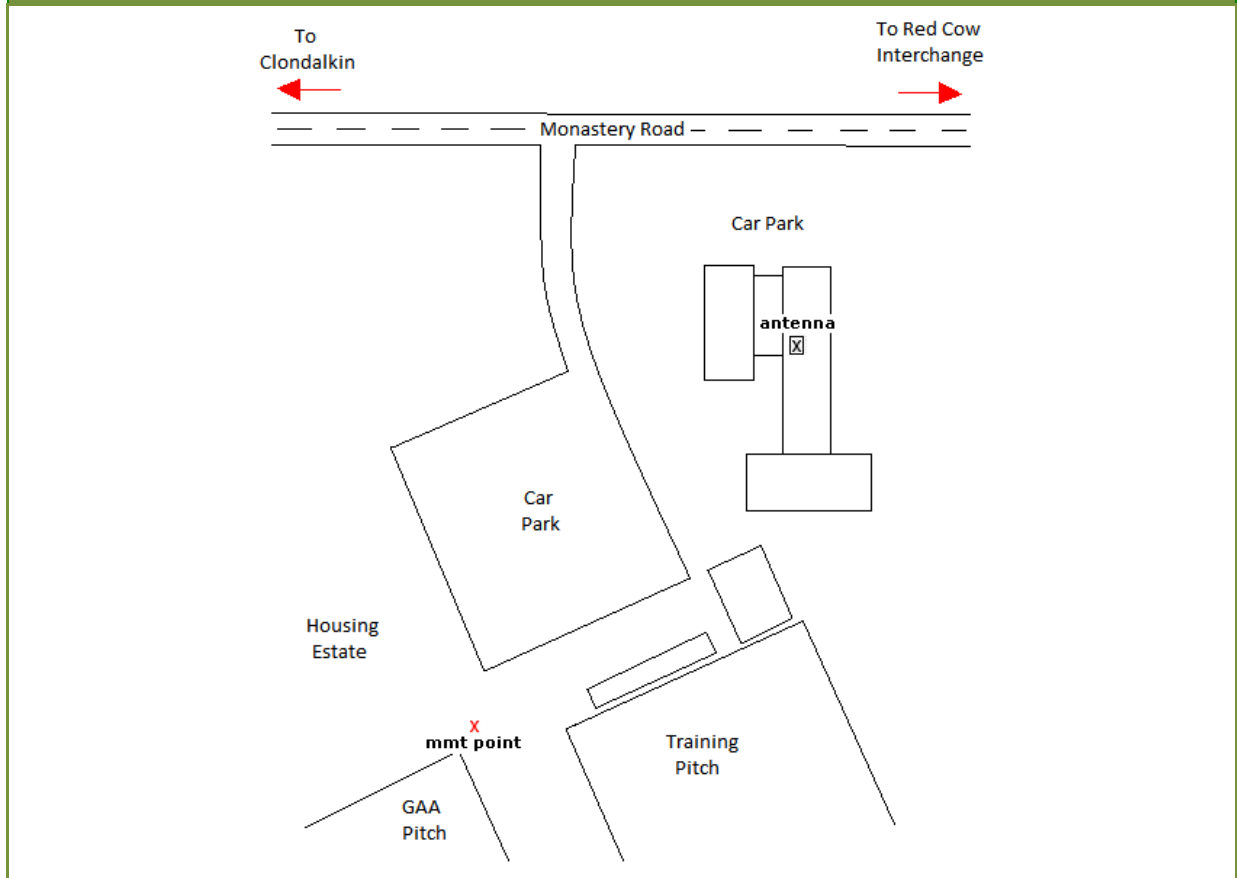 To
Clondalkin
To Red Cow
Interchange
Monastery Road
Car Park
antenna
X
Car
Park
Housing
Estate
X
mmt point
Training
Pitch
GAA
Pitch